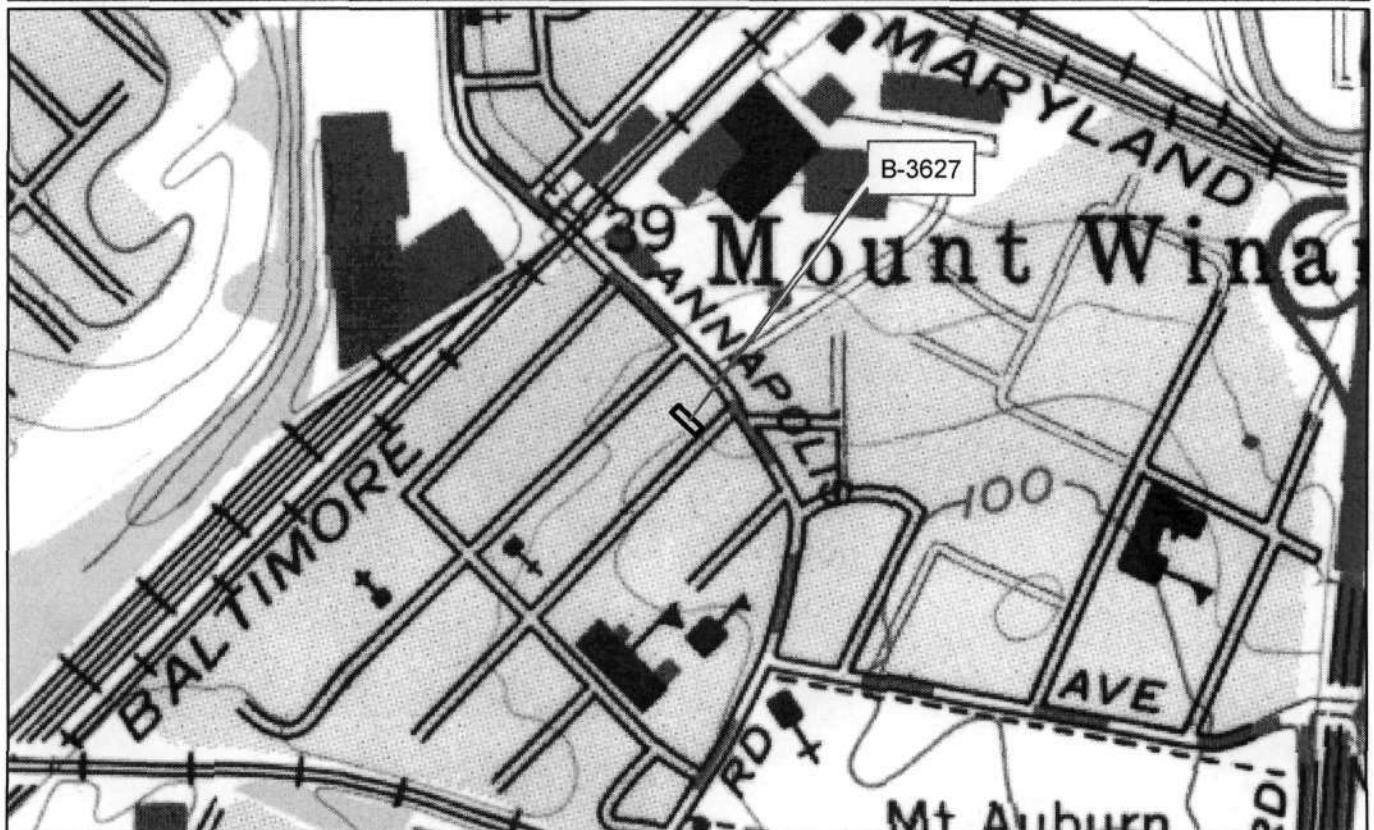 MARYLAND
B-3627
39
Mount Wina
ANNAPOLIS
100
BALTIMORE
AVE
RD
Mt Auburn
RD